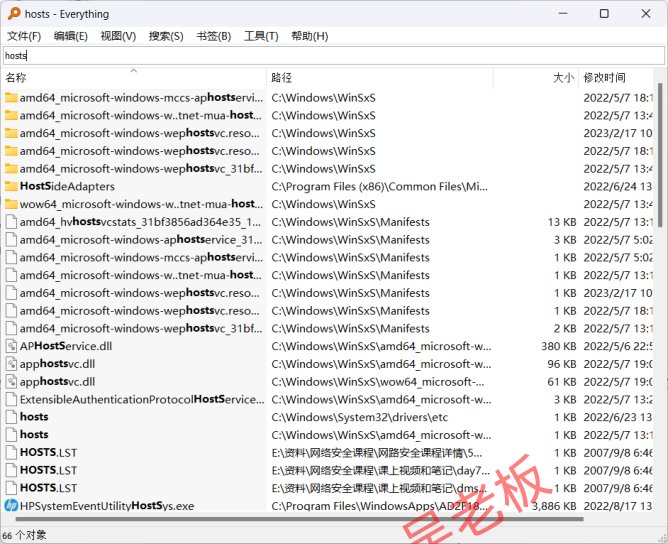 hosts - Everything
文件(F) 编辑(E) 视图(V) 搜索(S) 书签(B) 工具(T) 帮助(H)
hosts
名称 路径 大小 修改时间
amd64_microsoft-windows-mccs-aphostservi... C:\Windows\WinSxS 2022/5/7 18:1
amd64_microsoft-windows-w..tnet-mua-host... C:\Windows\WinSxS 2022/5/7 13:4
amd64_microsoft-windows-wephostsvc.reso... C:\Windows\WinSxS 2023/2/17 10
amd64_microsoft-windows-wephostsvc.reso... C:\Windows\WinSxS 2022/5/7 18:1
amd64_microsoft-windows-wephostsvc_31bf... C:\Windows\WinSxS 2022/5/7 13:4
HostSideAdapters C:\Program Files (x86)\Common Files\Mi... 2022/6/24 13
wow64_microsoft-windows-w..tnet-mua-host... C:\Windows\WinSxS 2022/5/7 13:4
amd64_hvhostsvcstats_31bf3856ad364e35_1... C:\Windows\WinSxS\Manifests 13 KB 2022/5/7 13:1
amd64_microsoft-windows-aphostservice_31... C:\Windows\WinSxS\Manifests 3 KB 2022/5/7 5:02
amd64_microsoft-windows-mccs-aphostservi... C:\Windows\WinSxS\Manifests 1 KB 2022/5/7 5:02
amd64_microsoft-windows-w..tnet-mua-host... C:\Windows\WinSxS\Manifests 1 KB 2022/5/7 13:1
amd64_microsoft-windows-wephostsvc.reso... C:\Windows\WinSxS\Manifests 1 KB 2023/2/17 10
amd64_microsoft-windows-wephostsvc.reso... C:\Windows\WinSxS\Manifests 1 KB 2022/5/7 18:1
amd64_microsoft-windows-wephostsvc_31bf... C:\Windows\WinSxS\Manifests 2 KB 2022/5/7 13:1
APHostService.dll C:\Windows\WinSxS\amd64_microsoft-w... 380 KB 2022/5/6 22:5
apphostsvc.dll C:\Windows\WinSxS\amd64_microsoft-w... 96 KB 2022/5/7 19:0
apphostsvc.dll C:\Windows\WinSxS\wow64_microsoft-... 61 KB 2022/5/7 19:0
ExtensibleAuthenticationProtocolHostService... C:\Windows\WinSxS\amd64_microsoft-w... 3 KB 2022/5/7 13:2
hosts C:\Windows\System32\drivers\etc 1 KB 2022/6/23 13
hosts C:\Windows\WinSxS\amd64_microsoft-w... 1 KB 2022/5/7 13:1
HOSTS.LST E:\资料\网络安全课程\网路安全课程详情\5... 1 KB 2007/9/8 6:46
HOSTS.LST E:\资料\网络安全课程\课上视频和笔记\day7... 1 KB 2007/9/8 6:46
HOSTS.LST E:\资料\网络安全课程\课上视频和笔记\dms... 1 KB 2007/9/8 6:46
HPSystemEventUtilityHostSys.exe C:\Program Files\WindowsApps\AD2F18... 3,886 KB 2022/8/17 13
66 个对象
吴老板